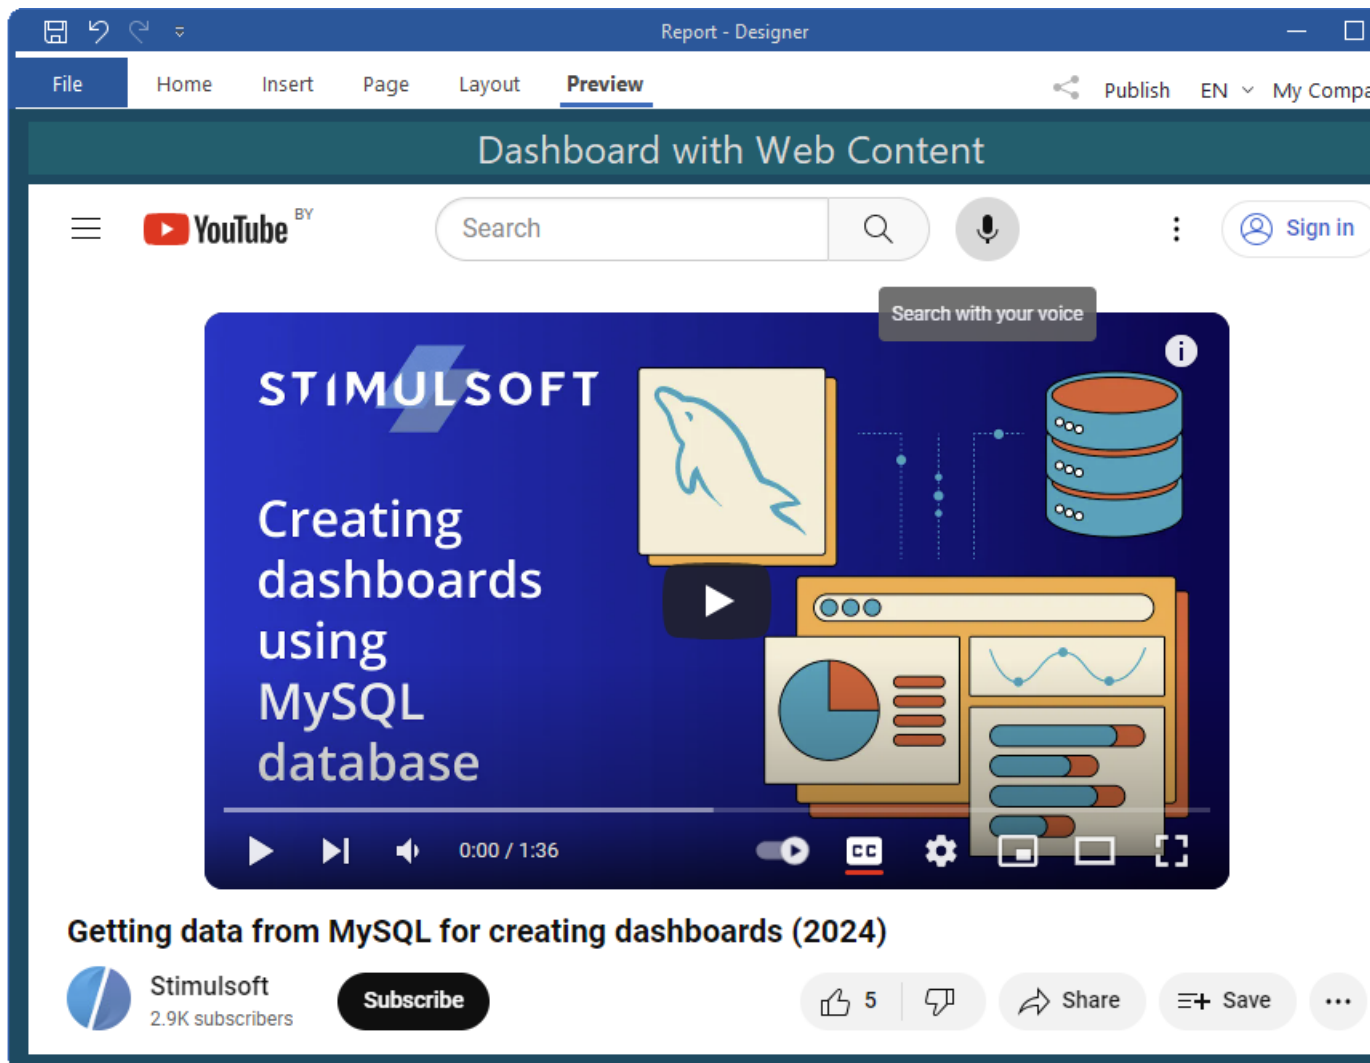 Report - Designer
File Home Insert Page Layout Preview Publish EN My Compa
Dashboard with Web Content
YouTube BY Search Sign in
Search with your voice
STIMULSOFT
Creating
dashboards
using
MySQL
database
0:00 / 1:36 CC
Getting data from MySQL for creating dashboards (2024)
Stimulsoft
2.9K subscribers
Subscribe
5 Share Save